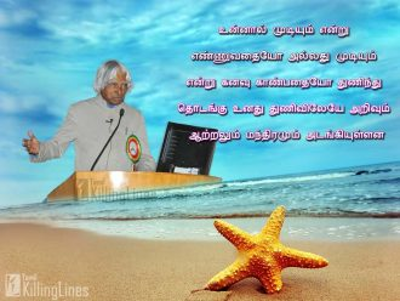 உன்னால் முடியும் என்று
எண்ணுவதையோ அல்லது முடியும்
என்று கனவு காண்பதையோ துணிந்து
தொடங்கு உனது துணிவிலேயே அறிவும்
ஆற்றலும் மந்திரமும் அடங்கியுள்ளன
Tamil
KillingLines